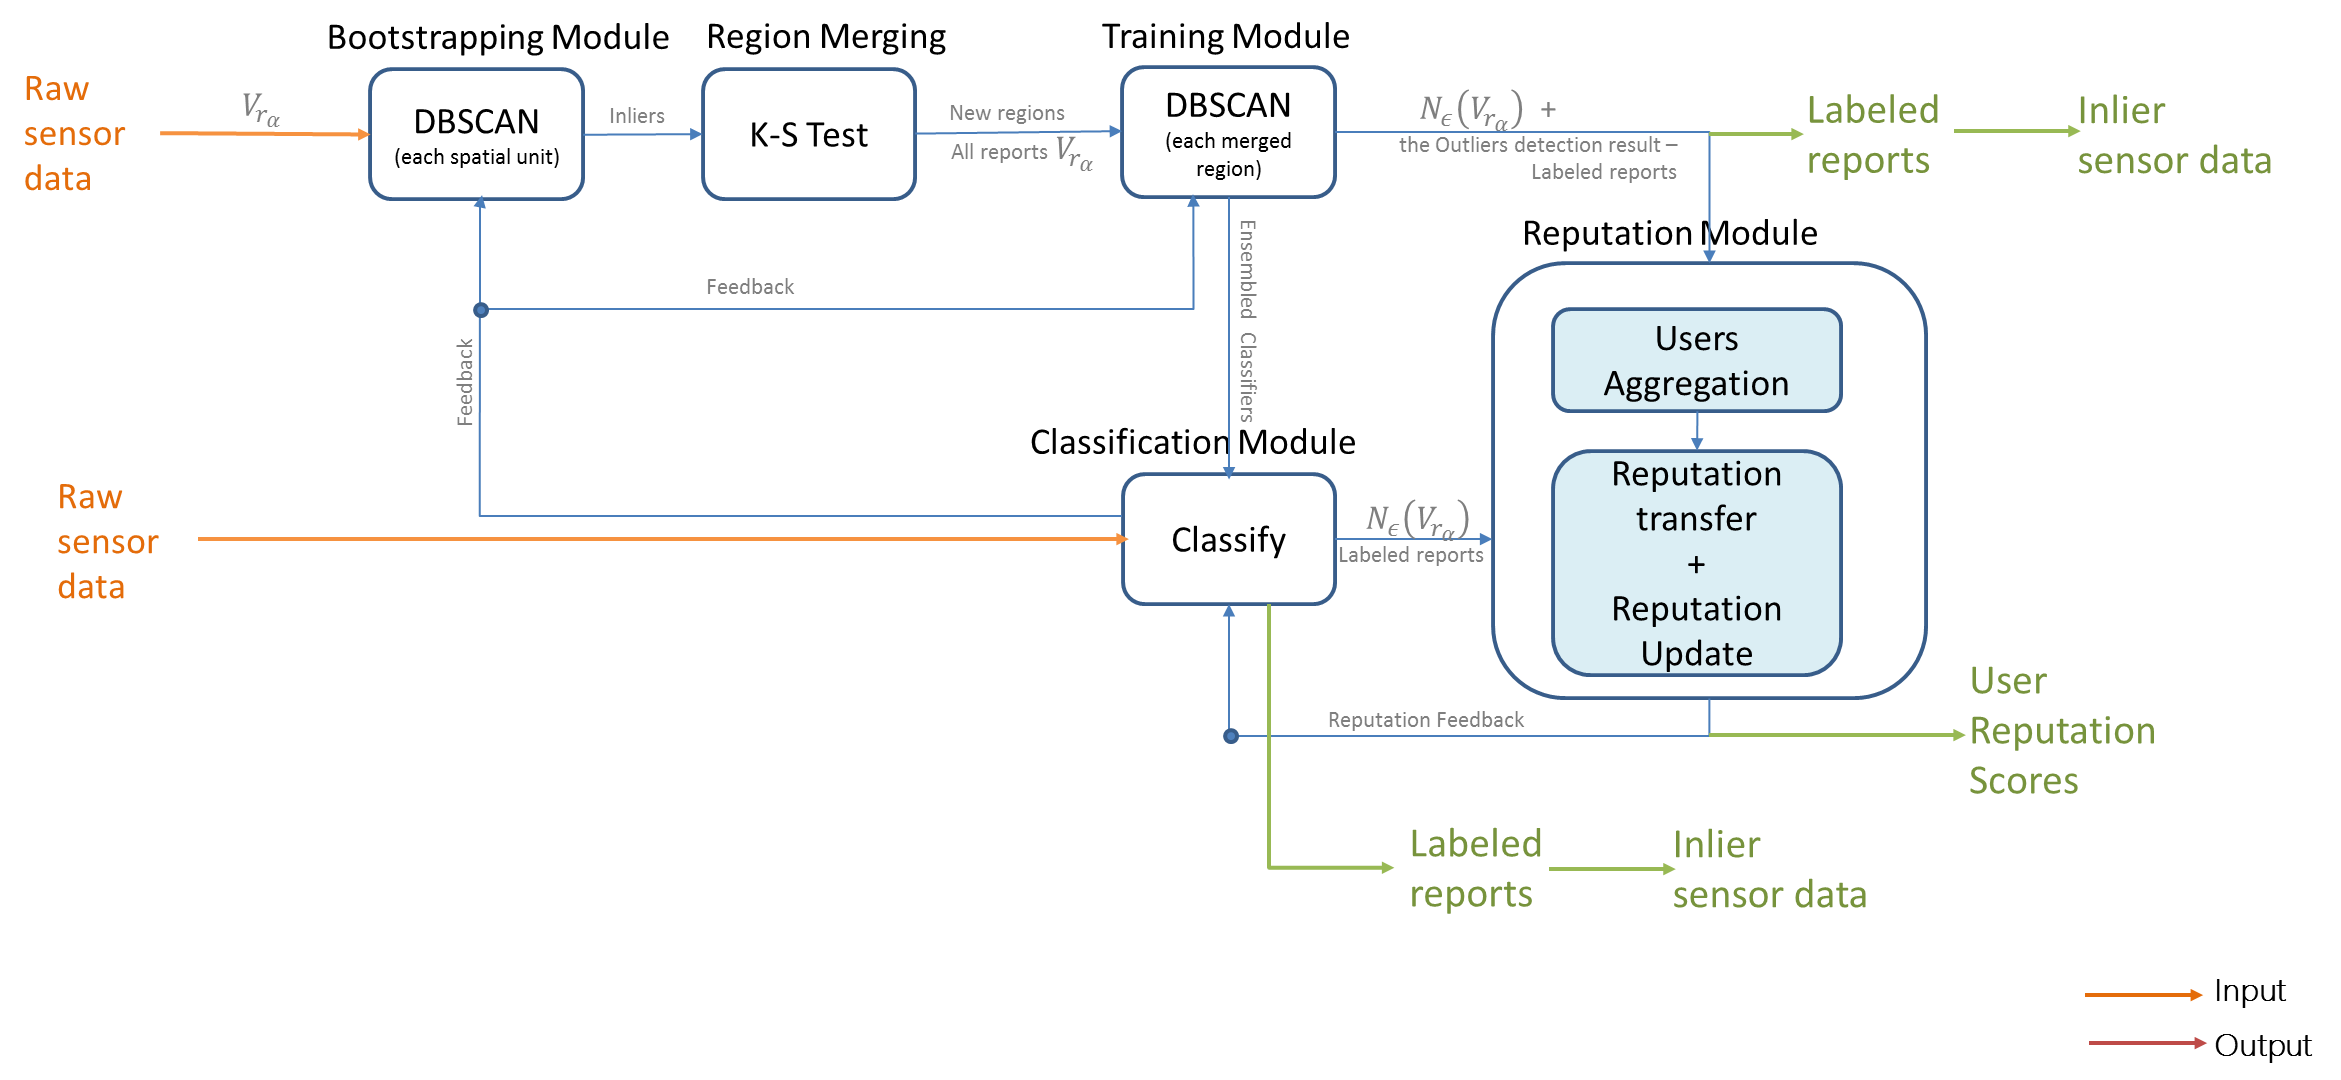 Bootstrapping Module
Region Merging
Training Module
Raw
sensor
data
V_{r_α}
DBSCAN
(each spatial unit)
Inliers
K-S Test
New regions
All reports V_{r_α}
DBSCAN
(each merged
region)
N_ϵ(V_{r_α}) +
the Outliers detection result –
Labeled reports
Labeled
reports
Inlier
sensor data
Feedback
Feedback
Ensembled Classifiers
Reputation Module
Users
Aggregation
Reputation
transfer
+
Reputation
Update
Classification Module
Raw
sensor
data
Classify
N_ϵ(V_{r_α})
Labeled reports
Reputation Feedback
User
Reputation
Scores
Labeled
reports
Inlier
sensor data
Input
Output